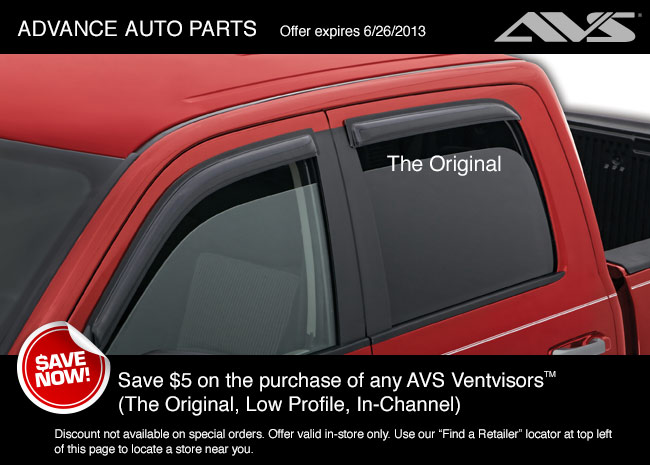 ADVANCE AUTO PARTS Offer expires 6/26/2013 AVS®
The Original
$AVE
NOW!
Save $5 on the purchase of any AVS Ventvisors™
(The Original, Low Profile, In-Channel)
Discount not available on special orders. Offer valid in-store only. Use our “Find a Retailer” locator at top left
of this page to locate a store near you.